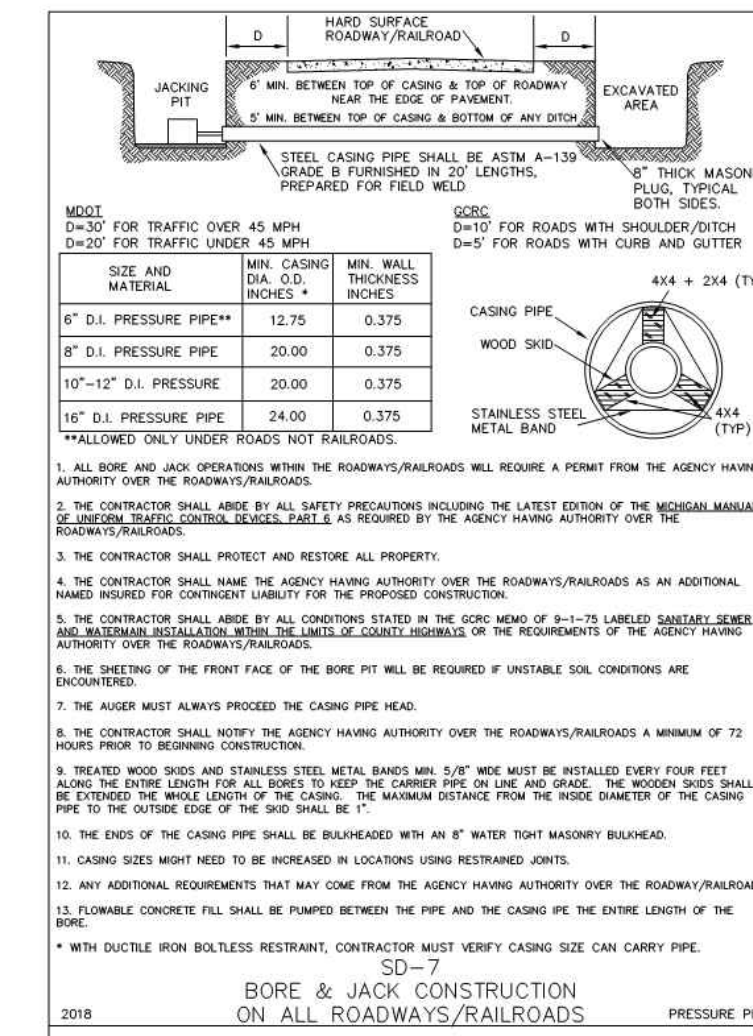 HARD SURFACE
ROADWAY/RAILROAD
D
D
JACKING
PIT
6' MIN. BETWEEN TOP OF CASING & TOP OF ROADWAY
NEAR THE EDGE OF PAVEMENT.
EXCAVATED
AREA
5' MIN. BETWEEN TOP OF CASING & BOTTOM OF ANY DITCH
STEEL CASING PIPE SHALL BE ASTM A-139
GRADE B FURNISHED IN 20' LENGTHS,
PREPARED FOR FIELD WELD
8" THICK MASON
PLUG, TYPICAL
BOTH SIDES.
MDOT
D=30' FOR TRAFFIC OVER 45 MPH
D=20' FOR TRAFFIC UNDER 45 MPH
GCRC
D=10' FOR ROADS WITH SHOULDER/DITCH
D=5' FOR ROADS WITH CURB AND GUTTER
SIZE AND
MATERIAL
MIN. CASING
DIA. O.D.
INCHES *
MIN. WALL
THICKNESS
INCHES
6" D.I. PRESSURE PIPE** 12.75 0.375
8" D.I. PRESSURE PIPE 20.00 0.375
10"-12" D.I. PRESSURE 20.00 0.375
16" D.I. PRESSURE PIPE 24.00 0.375
**ALLOWED ONLY UNDER ROADS NOT RAILROADS.
4X4 + 2X4 (TY
CASING PIPE
WOOD SKID
STAINLESS STEEL
METAL BAND
4X4
(TYP)
1. ALL BORE AND JACK OPERATIONS WITHIN THE ROADWAYS/RAILROADS WILL REQUIRE A PERMIT FROM THE AGENCY HAVIN
AUTHORITY OVER THE ROADWAYS/RAILROADS.
2. THE CONTRACTOR SHALL ABIDE BY ALL SAFETY PRECAUTIONS INCLUDING THE LATEST EDITION OF THE MICHIGAN MANUAL
OF UNIFORM TRAFFIC CONTROL DEVICES, PART 6 AS REQUIRED BY THE AGENCY HAVING AUTHORITY OVER THE
ROADWAYS/RAILROADS.
3. THE CONTRACTOR SHALL PROTECT AND RESTORE ALL PROPERTY.
4. THE CONTRACTOR SHALL NAME THE AGENCY HAVING AUTHORITY OVER THE ROADWAYS/RAILROADS AS AN ADDITIONAL
NAMED INSURED FOR CONTINGENT LIABILITY FOR THE PROPOSED CONSTRUCTION.
5. THE CONTRACTOR SHALL ABIDE BY ALL CONDITIONS STATED IN THE GCRC MEMO OF 9-1-75 LABELED SANITARY SEWER
AND WATERMAIN INSTALLATION WITHIN THE LIMITS OF COUNTY HIGHWAYS OR THE REQUIREMENTS OF THE AGENCY HAVING
AUTHORITY OVER THE ROADWAYS/RAILROADS.
6. THE SHEETING OF THE FRONT FACE OF THE BORE PIT WILL BE REQUIRED IF UNSTABLE SOIL CONDITIONS ARE
ENCOUNTERED.
7. THE AUGER MUST ALWAYS PROCEED THE CASING PIPE HEAD.
8. THE CONTRACTOR SHALL NOTIFY THE AGENCY HAVING AUTHORITY OVER THE ROADWAYS/RAILROADS A MINIMUM OF 72
HOURS PRIOR TO BEGINNING CONSTRUCTION.
9. TREATED WOOD SKIDS AND STAINLESS STEEL METAL BANDS MIN. 5/8" WIDE MUST BE INSTALLED EVERY FOUR FEET
ALONG THE ENTIRE LENGTH FOR ALL BORES TO KEEP THE CARRIER PIPE ON LINE AND GRADE. THE WOODEN SKIDS SHALL
BE EXTENDED THE WHOLE LENGTH OF THE CASING. THE MAXIMUM DISTANCE FROM THE INSIDE DIAMETER OF THE CASING
PIPE TO THE OUTSIDE EDGE OF THE SKID SHALL BE 1".
10. THE ENDS OF THE CASING PIPE SHALL BE BULKHEADED WITH AN 8" WATER TIGHT MASONRY BULKHEAD.
11. CASING SIZES MIGHT NEED TO BE INCREASED IN LOCATIONS USING RESTRAINED JOINTS.
12. ANY ADDITIONAL REQUIREMENTS THAT MAY COME FROM THE AGENCY HAVING AUTHORITY OVER THE ROADWAY/RAILROA
13. FLOWABLE CONCRETE FILL SHALL BE PUMPED BETWEEN THE PIPE AND THE CASING IPE THE ENTIRE LENGTH OF THE
BORE.
* WITH DUCTILE IRON BOLTLESS RESTRAINT, CONTRACTOR MUST VERIFY CASING SIZE CAN CARRY PIPE.
SD-7
BORE & JACK CONSTRUCTION
2018 ON ALL ROADWAYS/RAILROADS PRESSURE